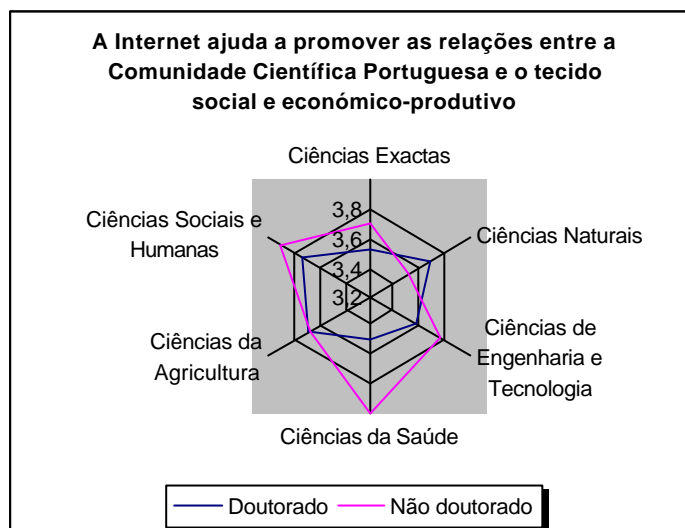 A Internet ajuda a promover as relações entre a
Comunidade Científica Portuguesa e o tecido
social e económico-produtivo
Ciências Exactas
3,8
3,6
3,4
3,2
Ciências Sociais e
Humanas
Ciências Naturais
Ciências da
Agricultura
Ciências de
Engenharia e
Tecnologia
Ciências da Saúde
Doutorado
Não doutorado